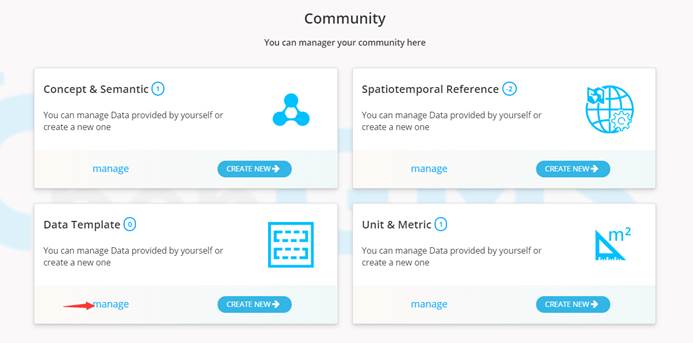 Community
You can manager your community here
Concept & Semantic 1
You can manage Data provided by yourself or
create a new one
manage
CREATE NEW
Spatiotemporal Reference -2
You can manage Data provided by yourself or
create a new one
manage
CREATE NEW
Data Template 0
You can manage Data provided by yourself or
create a new one
manage
CREATE NEW
Unit & Metric 1
You can manage Data provided by yourself or
create a new one
m²
manage
CREATE NEW